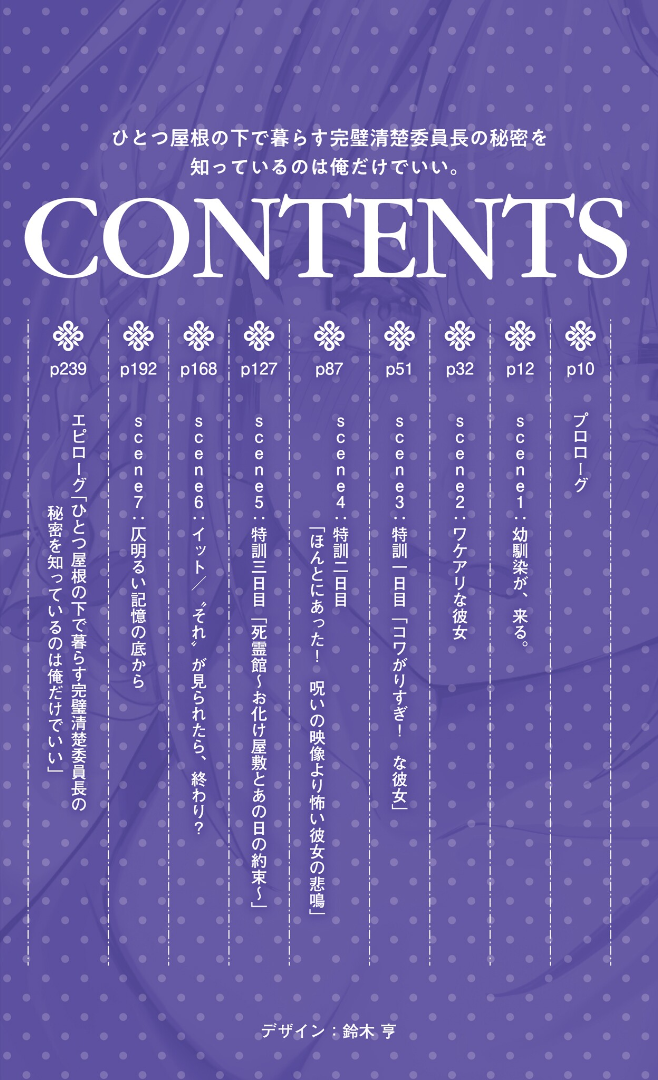 ひとつ屋根の下で暮らす完璧清楚委員長の秘密を
知っているのは俺だけでいい。
CONTENTS
p10
プロローグ
p12
scene1：幼馴染が、来る。
p32
scene2：ワケアリな彼女
p51
scene3：特訓一日目「コワがりすぎ！　な彼女」
p87
scene4：特訓二日目
「ほんとにあった！　呪いの映像より怖い彼女の悲鳴」
p127
scene5：特訓三日目「死霊館～お化け屋敷とあの日の約束～」
p168
scene6：イット／〝それ〟が見られたら、終わり？
p192
scene7：仄明るい記憶の底から
p239
エピローグ「ひとつ屋根の下で暮らす完璧清楚委員長の
秘密を知っているのは俺だけでいい」
デザイン：鈴木 亨